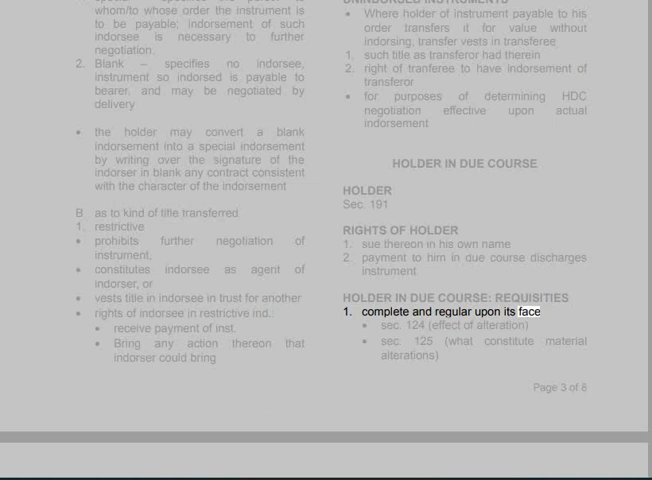 whom/to whose order the instrument is
to be payable; indorsement of such
indorsee is necessary to further
negotiation.
2. Blank – specifies no indorsee,
instrument so indorsed is payable to
bearer, and may be negotiated by
delivery
• the holder may convert a blank
indorsement into a special indorsement
by writing over the signature of the
indorser in blank any contract consistent
with the character of the indorsement
B. as to kind of title transferred
1. restrictive
• prohibits further negotiation of
instrument,
• constitutes indorsee as agent of
indorser, or
• vests title in indorsee in trust for another
• rights of indorsee in restrictive ind.:
• receive payment of inst.
• Bring any action thereon that
indorser could bring
UNINDORSED INSTRUMENTS
• Where holder of instrument payable to his
order transfers it for value without
indorsing, transfer vests in transferee
1. such title as transferor had therein
2. right of tranferee to have indorsement of
transferor
• for purposes of determining HDC
negotiation effective upon actual
indorsement
HOLDER IN DUE COURSE
HOLDER
Sec. 191
RIGHTS OF HOLDER
1. sue thereon in his own name
2. payment to him in due course discharges
instrument
HOLDER IN DUE COURSE: REQUISITIES
1. complete and regular upon its face
• sec. 124 (effect of alteration)
• sec. 125 (what constitute material
alterations)
Page 3 of 8